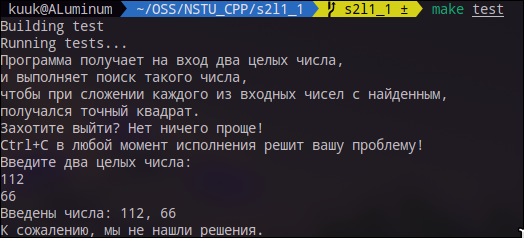 kuuk@ALuminum ~/OSS/NSTU_CPP/s2l1_1 s2l1_1 ± make test
Building test
Running tests...
Программа получает на вход два целых числа,
и выполняет поиск такого числа,
чтобы при сложении каждого из входных чисел с найденным,
получался точный квадрат.
Захотите выйти? Нет ничего проще!
Ctrl+C в любой момент исполнения решит вашу проблему!
Введите два целых числа:
112
66
Введены числа: 112, 66
К сожалению, мы не нашли решения.